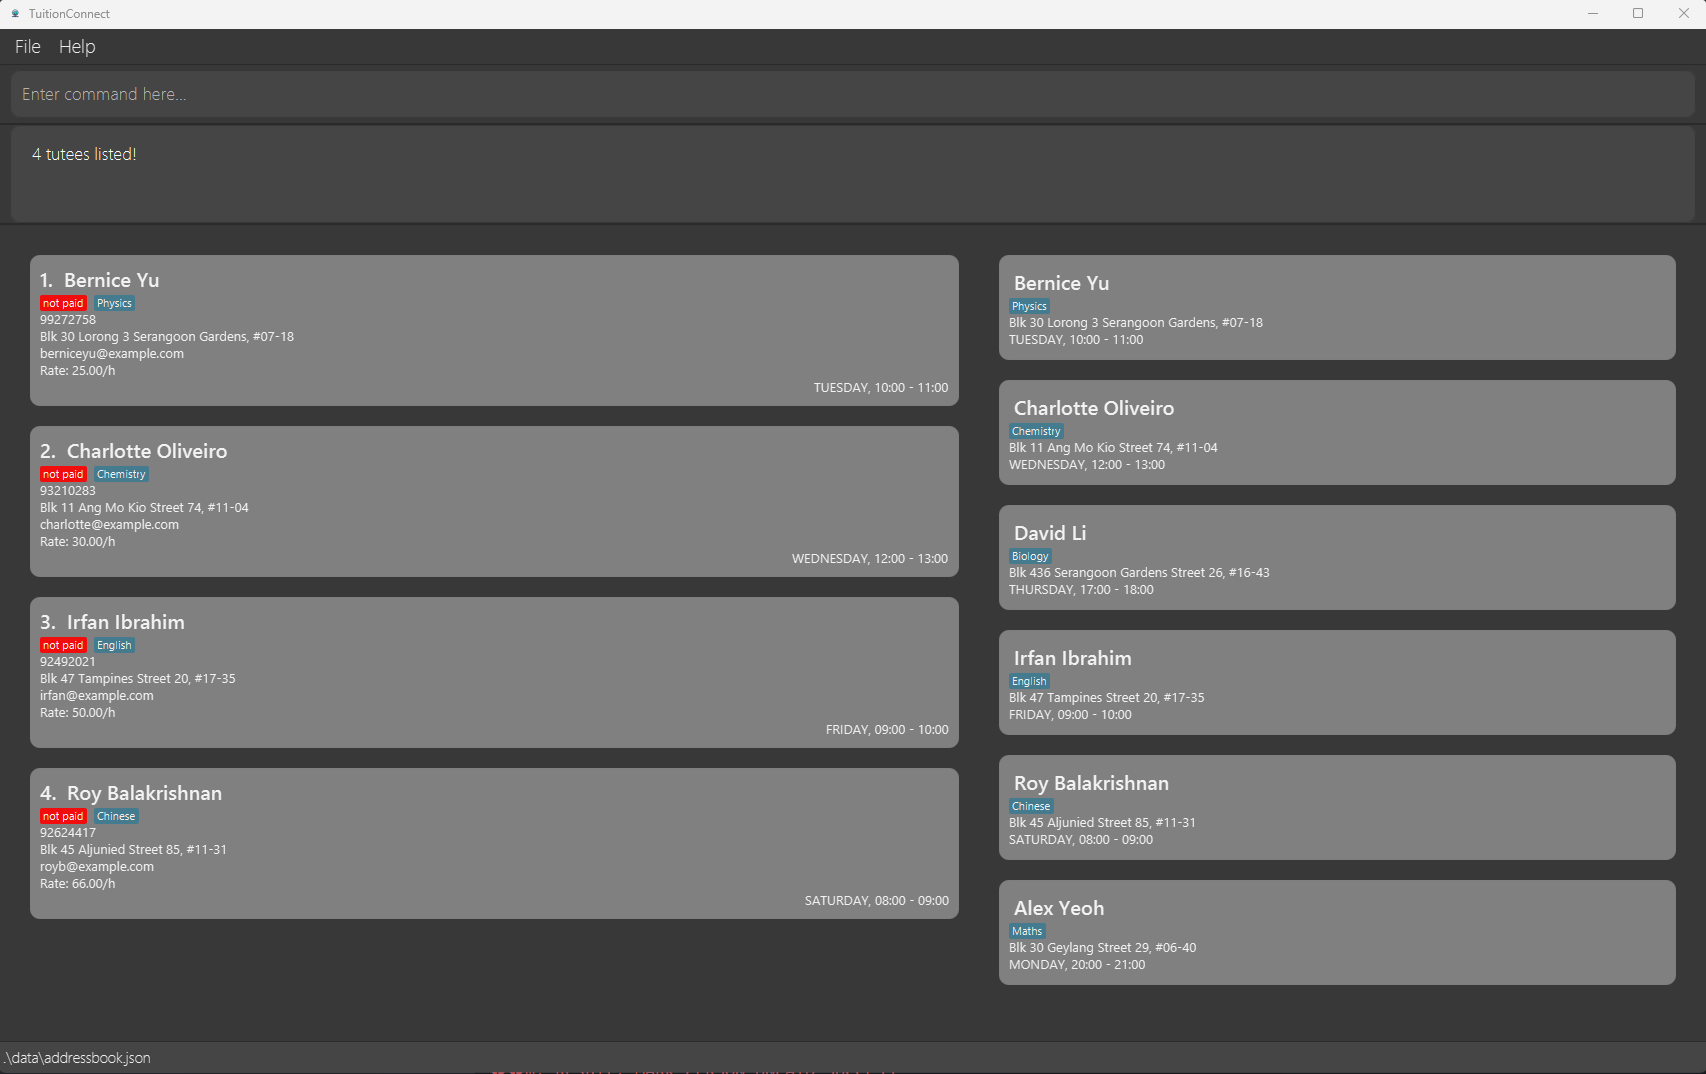 TuitionConnect
File Help
Enter command here...
4 tutees listed!
1. Bernice Yu
not paid Physics
99272758
Blk 30 Lorong 3 Serangoon Gardens, #07-18
berniceyu@example.com
Rate: 25.00/h
TUESDAY, 10:00 - 11:00
2. Charlotte Oliveiro
not paid Chemistry
93210283
Blk 11 Ang Mo Kio Street 74, #11-04
charlotte@example.com
Rate: 30.00/h
WEDNESDAY, 12:00 - 13:00
3. Irfan Ibrahim
not paid English
92492021
Blk 47 Tampines Street 20, #17-35
irfan@example.com
Rate: 50.00/h
FRIDAY, 09:00 - 10:00
4. Roy Balakrishnan
not paid Chinese
92624417
Blk 45 Aljunied Street 85, #11-31
royb@example.com
Rate: 66.00/h
SATURDAY, 08:00 - 09:00
Bernice Yu
Physics
Blk 30 Lorong 3 Serangoon Gardens, #07-18
TUESDAY, 10:00 - 11:00
Charlotte Oliveiro
Chemistry
Blk 11 Ang Mo Kio Street 74, #11-04
WEDNESDAY, 12:00 - 13:00
David Li
Biology
Blk 436 Serangoon Gardens Street 26, #16-43
THURSDAY, 17:00 - 18:00
Irfan Ibrahim
English
Blk 47 Tampines Street 20, #17-35
FRIDAY, 09:00 - 10:00
Roy Balakrishnan
Chinese
Blk 45 Aljunied Street 85, #11-31
SATURDAY, 08:00 - 09:00
Alex Yeoh
Maths
Blk 30 Geylang Street 29, #06-40
MONDAY, 20:00 - 21:00
.\data\addressbook.json